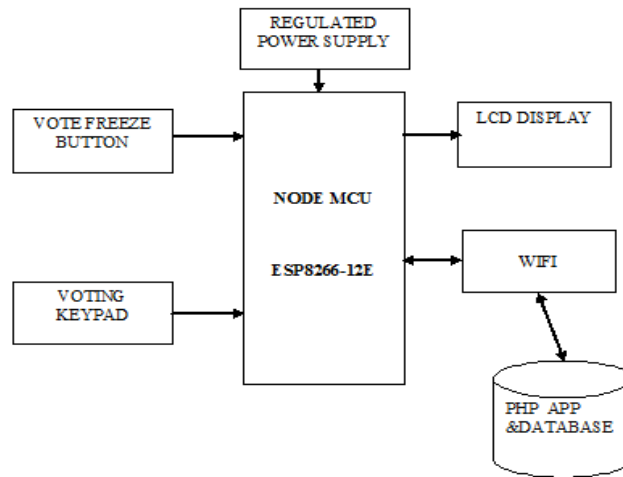 REGULATED
POWER SUPPLY
VOTE FREEZE
BUTTON
LCD DISPLAY
NODE MCU
ESP8266-12E
WIFI
VOTING
KEYPAD
PHP APP
&DATABASE